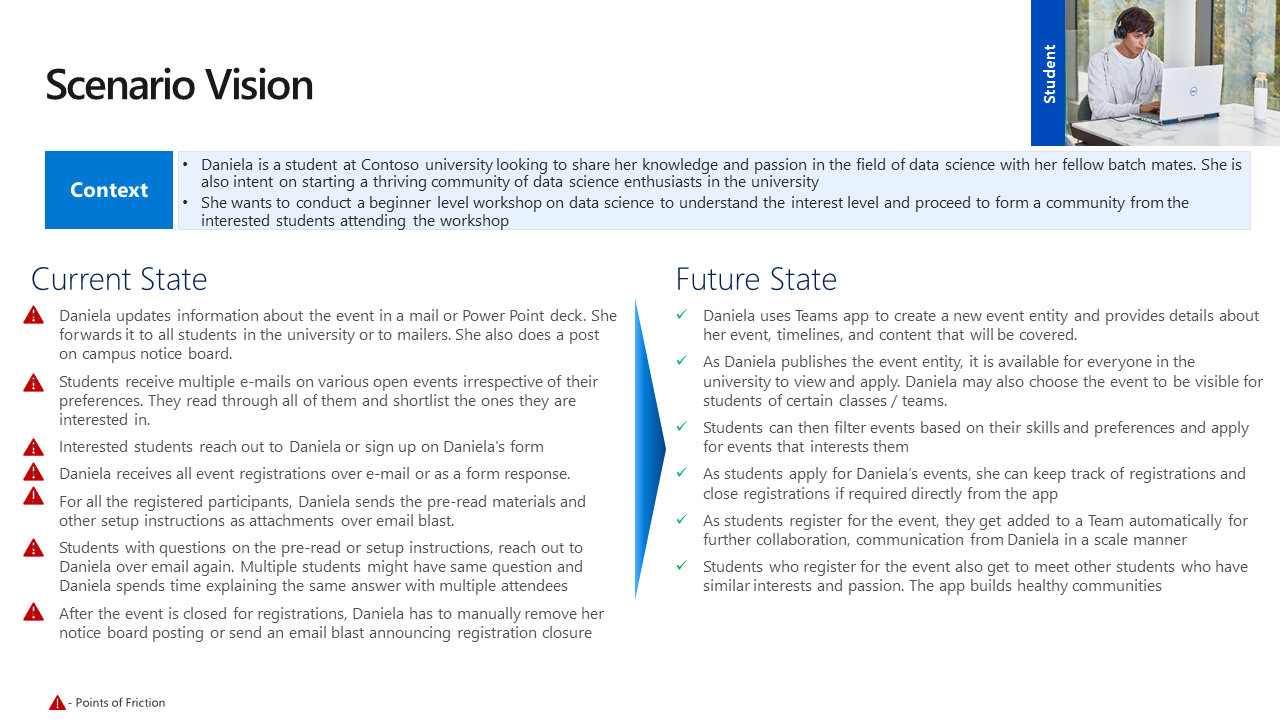 Student
Scenario Vision
Context
• Daniela is a student at Contoso university looking to share her knowledge and passion in the field of data science with her fellow batch mates. She is
also intent on starting a thriving community of data science enthusiasts in the university
• She wants to conduct a beginner level workshop on data science to understand the interest level and proceed to form a community from the
interested students attending the workshop
Current State
Daniela updates information about the event in a mail or Power Point deck. She
forwards it to all students in the university or to mailers. She also does a post
on campus notice board.
Students receive multiple e-mails on various open events irrespective of their
preferences. They read through all of them and shortlist the ones they are
interested in.
Interested students reach out to Daniela or sign up on Daniela's form
Daniela receives all event registrations over e-mail or as a form response.
For all the registered participants, Daniela sends the pre-read materials and
other setup instructions as attachments over email blast.
Students with questions on the pre-read or setup instructions, reach out to
Daniela over email again. Multiple students might have same question and
Daniela spends time explaining the same answer with multiple attendees
After the event is closed for registrations, Daniela has to manually remove her
notice board posting or send an email blast announcing registration closure
Future State
✓ Daniela uses Teams app to create a new event entity and provides details about
her event, timelines, and content that will be covered.
✓ As Daniela publishes the event entity, it is available for everyone in the
university to view and apply. Daniela may also choose the event to be visible for
students of certain classes / teams.
✓ Students can then filter events based on their skills and preferences and apply
for events that interests them
✓ As students apply for Daniela's events, she can keep track of registrations and
close registrations if required directly from the app
✓ As students register for the event, they get added to a Team automatically for
further collaboration, communication from Daniela in a scale manner
✓ Students who register for the event also get to meet other students who have
similar interests and passion. The app builds healthy communities
- Points of Friction